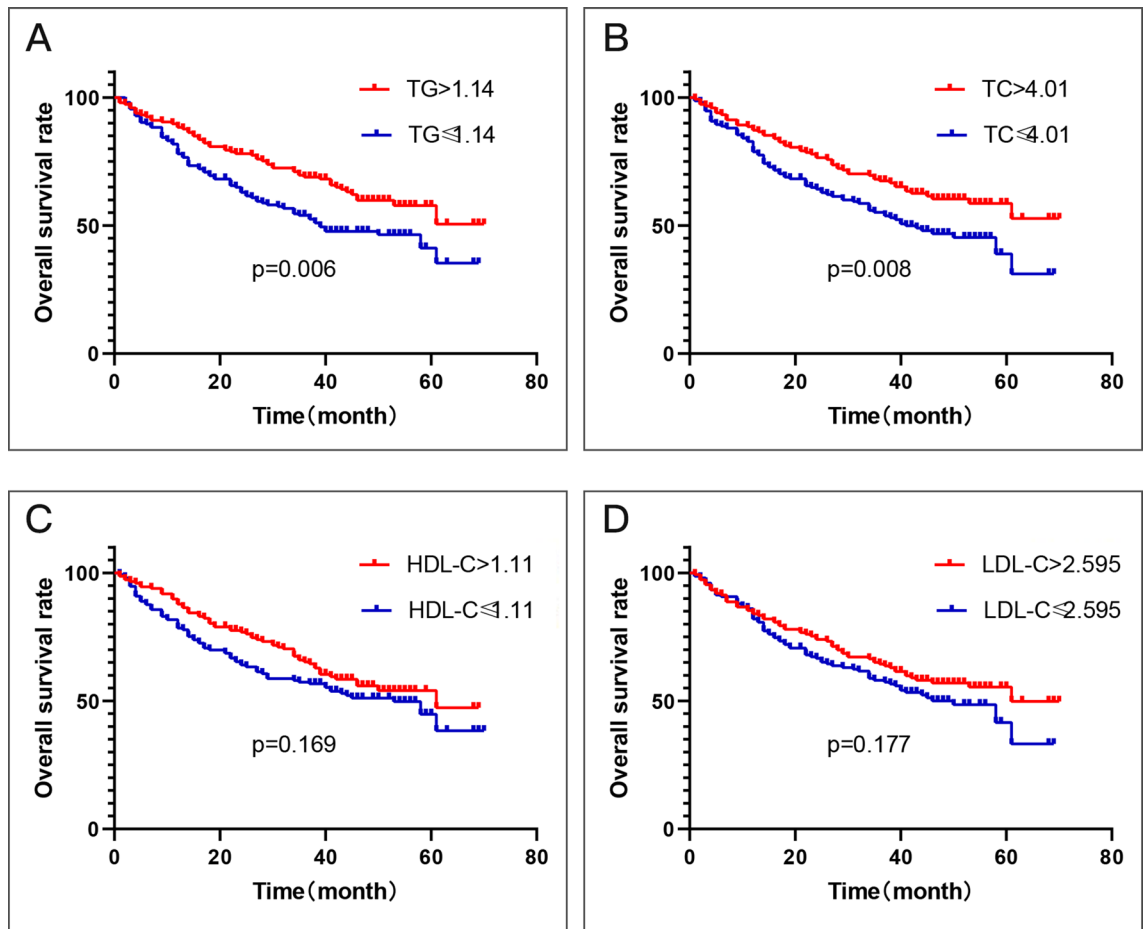 A
TG>1.14
TG≤1.14
p=0.006
Overall survival rate
100
50
0
0 20 40 60 80
Time(month)
B
TC>4.01
TC≤4.01
p=0.008
Overall survival rate
100
50
0
0 20 40 60 80
Time(month)
C
HDL-C>1.11
HDL-C≤1.11
p=0.169
Overall survival rate
100
50
0
0 20 40 60 80
Time(month)
D
LDL-C>2.595
LDL-C≤2.595
p=0.177
Overall survival rate
100
50
0
0 20 40 60 80
Time(month)